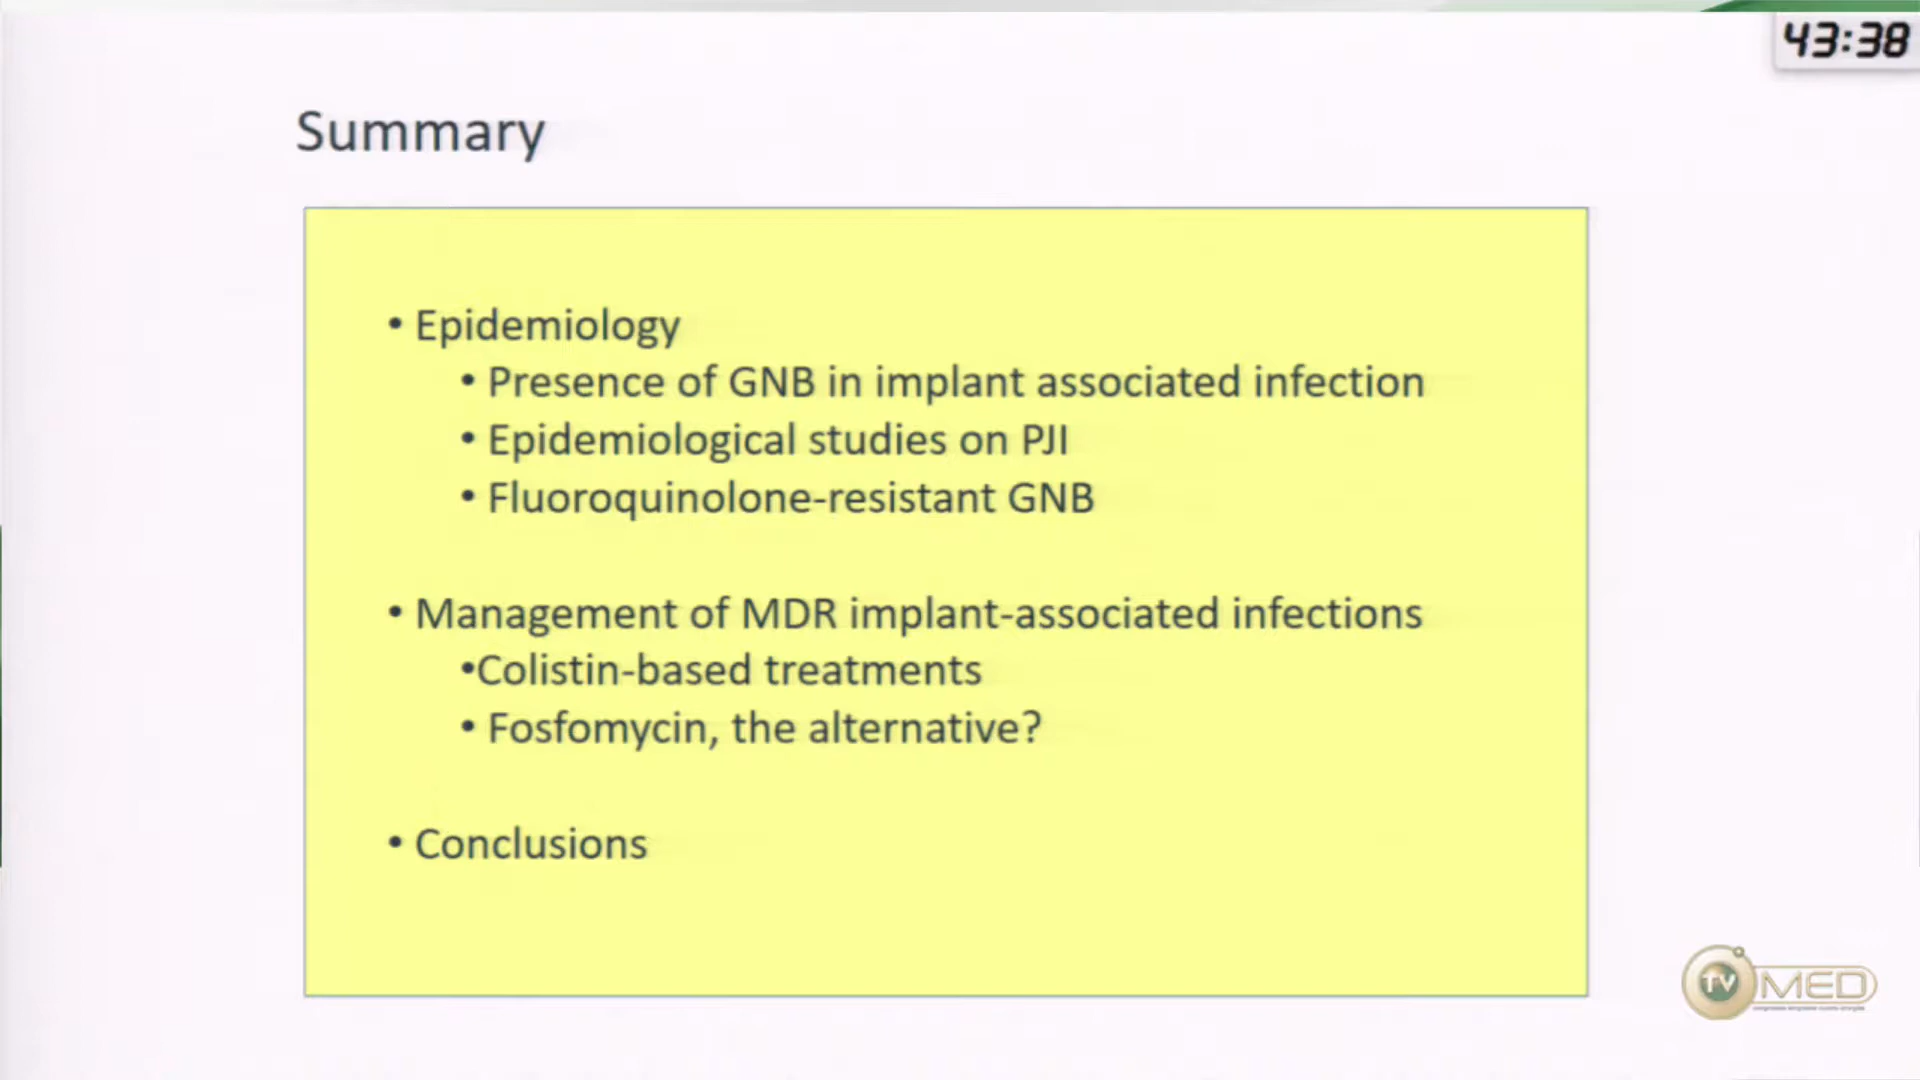 43:38
Summary
• Epidemiology
• Presence of GNB in implant associated infection
• Epidemiological studies on PJI
• Fluoroquinolone-resistant GNB
• Management of MDR implant-associated infections
•Colistin-based treatments
• Fosfomycin, the alternative?
• Conclusions
TV MED